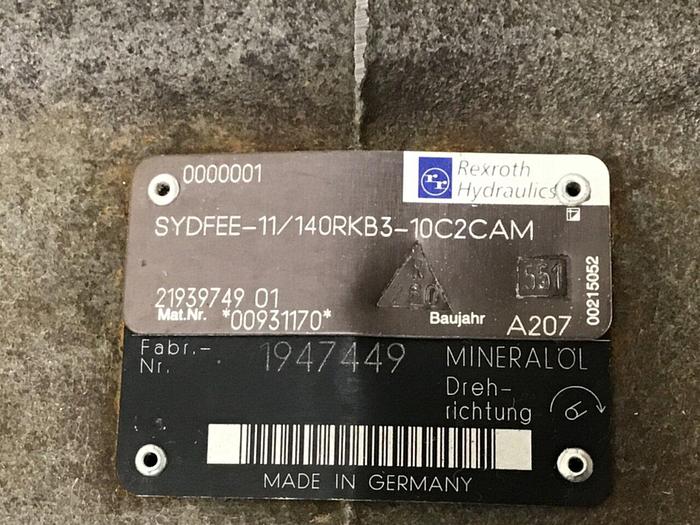 0000001
Rexroth
Hydraulics
SYDFEE-11/140RKB3-10C2CAM
551
21939749 01
Mat.Nr. *00931170*
Baujahr A207
00215052
Fabr.-
Nr. 1947449
MINERALÖL
Dreh-
richtung
MADE IN GERMANY